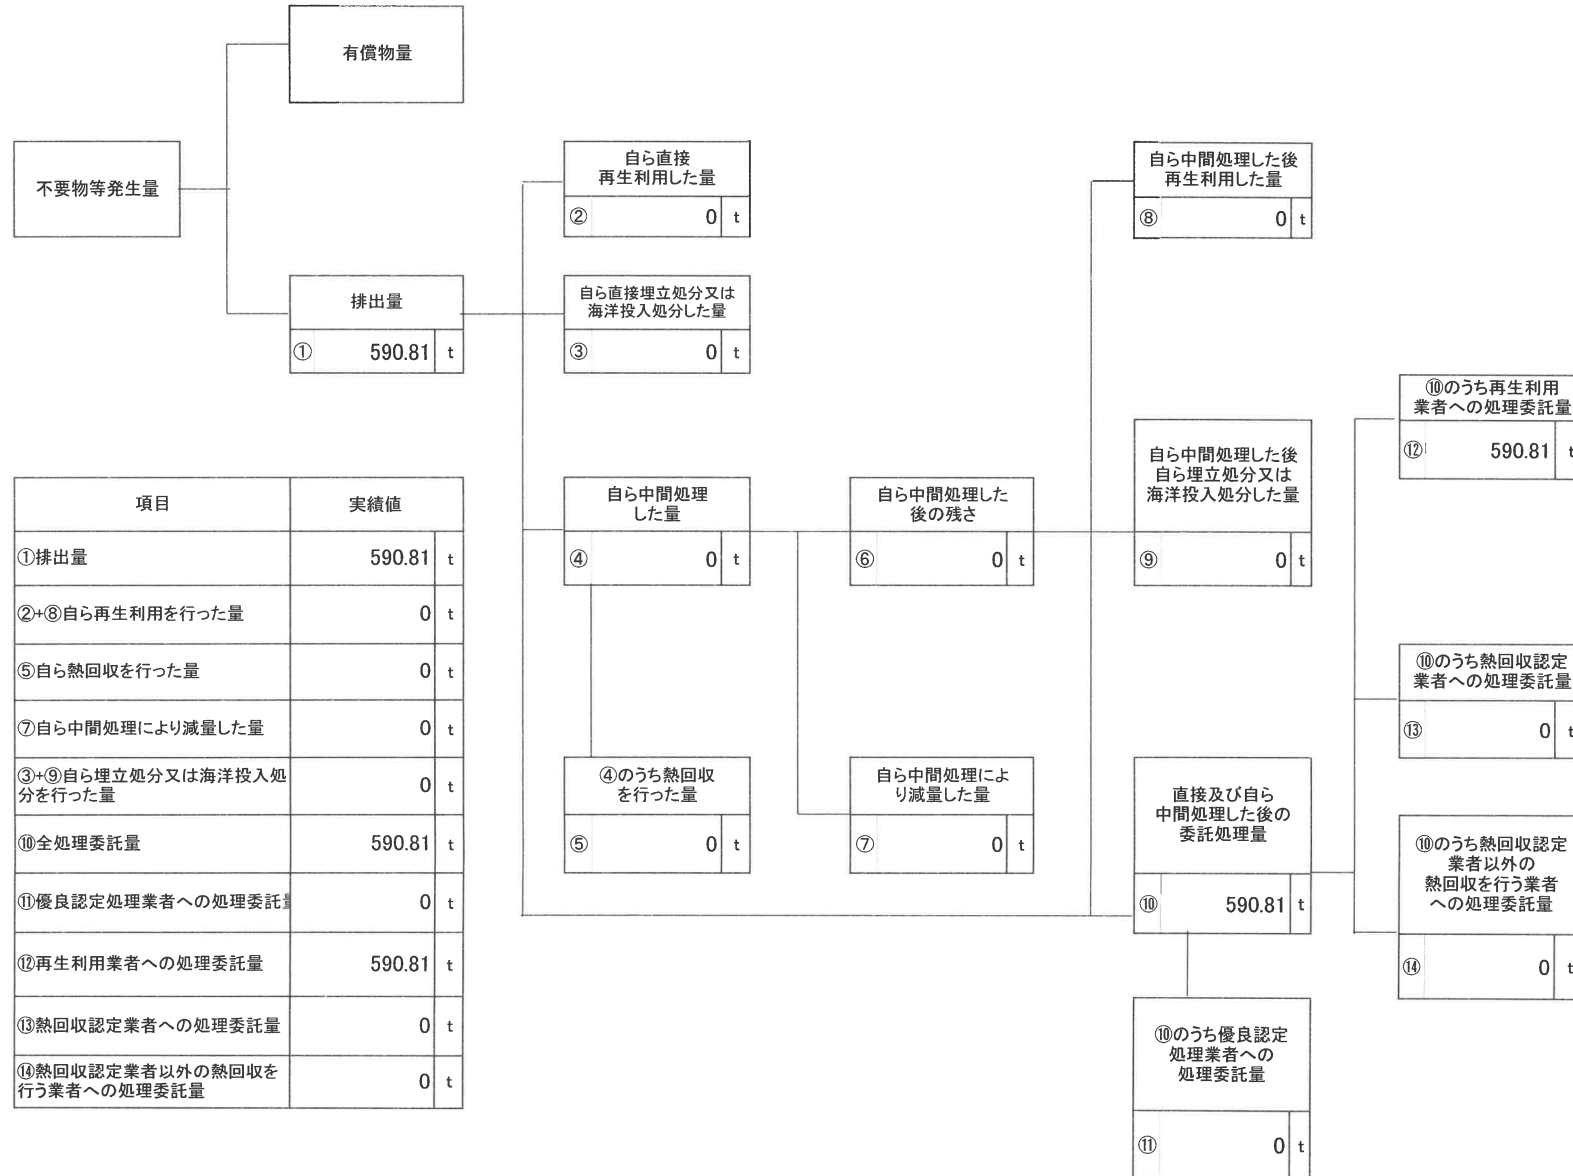 有償物量
不要物等発生量
排出量
① 590.81 t
自ら直接
再生利用した量
② 0 t
自ら直接埋立処分又は
海洋投入処分した量
③ 0 t
自ら中間処理
した量
④ 0 t
④のうち熱回収
を行った量
⑤ 0 t
自ら中間処理した
後の残さ
⑥ 0 t
自ら中間処理によ
り減量した量
⑦ 0 t
自ら中間処理した後
再生利用した量
⑧ 0 t
自ら中間処理した後
自ら埋立処分又は
海洋投入処分した量
⑨ 0 t
直接及び自ら
中間処理した後の
委託処理量
⑩ 590.81 t
⑩のうち優良認定
処理業者への
処理委託量
⑪ 0 t
⑩のうち再生利用
業者への処理委託量
⑫ 590.81 t
⑩のうち熱回収認定
業者への処理委託量
⑬ 0 t
⑩のうち熱回収認定
業者以外の
熱回収を行う業者
への処理委託量
⑭ 0 t
項目 実績値
①排出量 590.81 t
②+⑧自ら再生利用を行った量 0 t
⑤自ら熱回収を行った量 0 t
⑦自ら中間処理により減量した量 0 t
③+⑨自ら埋立処分又は海洋投入処
分を行った量 0 t
⑩全処理委託量 590.81 t
⑪優良認定処理業者への処理委託量 0 t
⑫再生利用業者への処理委託量 590.81 t
⑬熱回収認定業者への処理委託量 0 t
⑭熱回収認定業者以外の熱回収を
行う業者への処理委託量 0 t